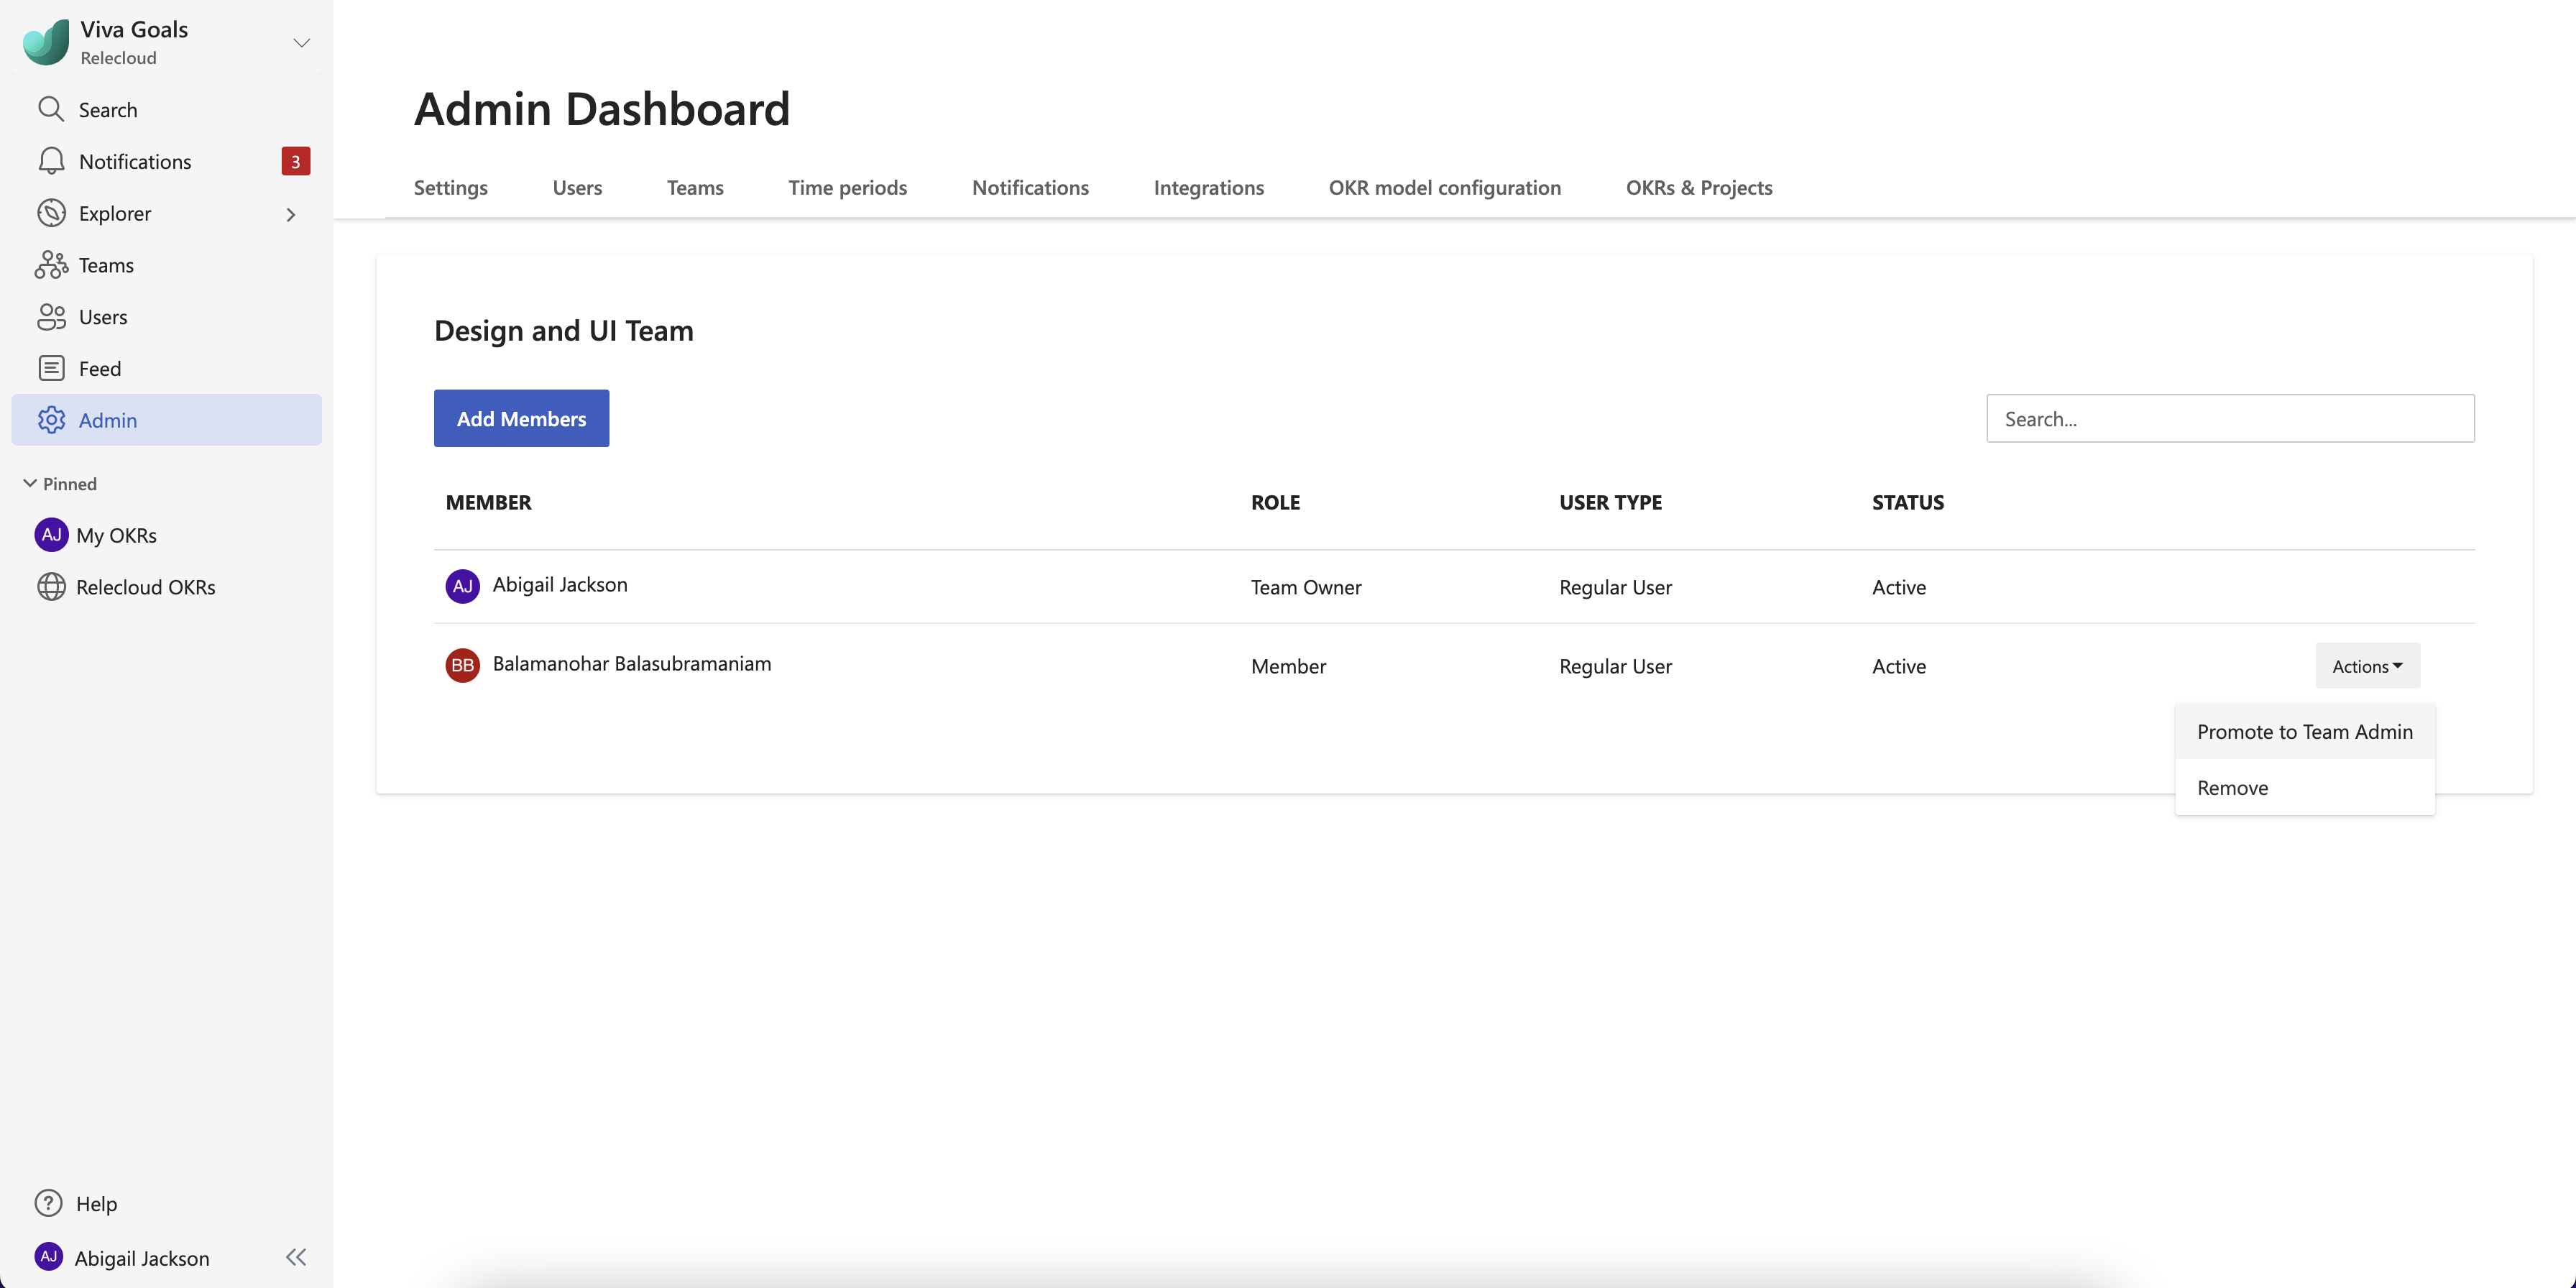 Viva Goals
Relecloud
Search
Notifications 3
Explorer
Teams
Users
Feed
Admin
Pinned
AJ My OKRs
Relecloud OKRs
Help
AJ Abigail Jackson
Admin Dashboard
Settings Users Teams Time periods Notifications Integrations OKR model configuration OKRs & Projects
Design and UI Team
Add Members Search...
MEMBER ROLE USER TYPE STATUS
AJ Abigail Jackson Team Owner Regular User Active
BB Balamanohar Balasubramaniam Member Regular User Active Actions
Promote to Team Admin
Remove